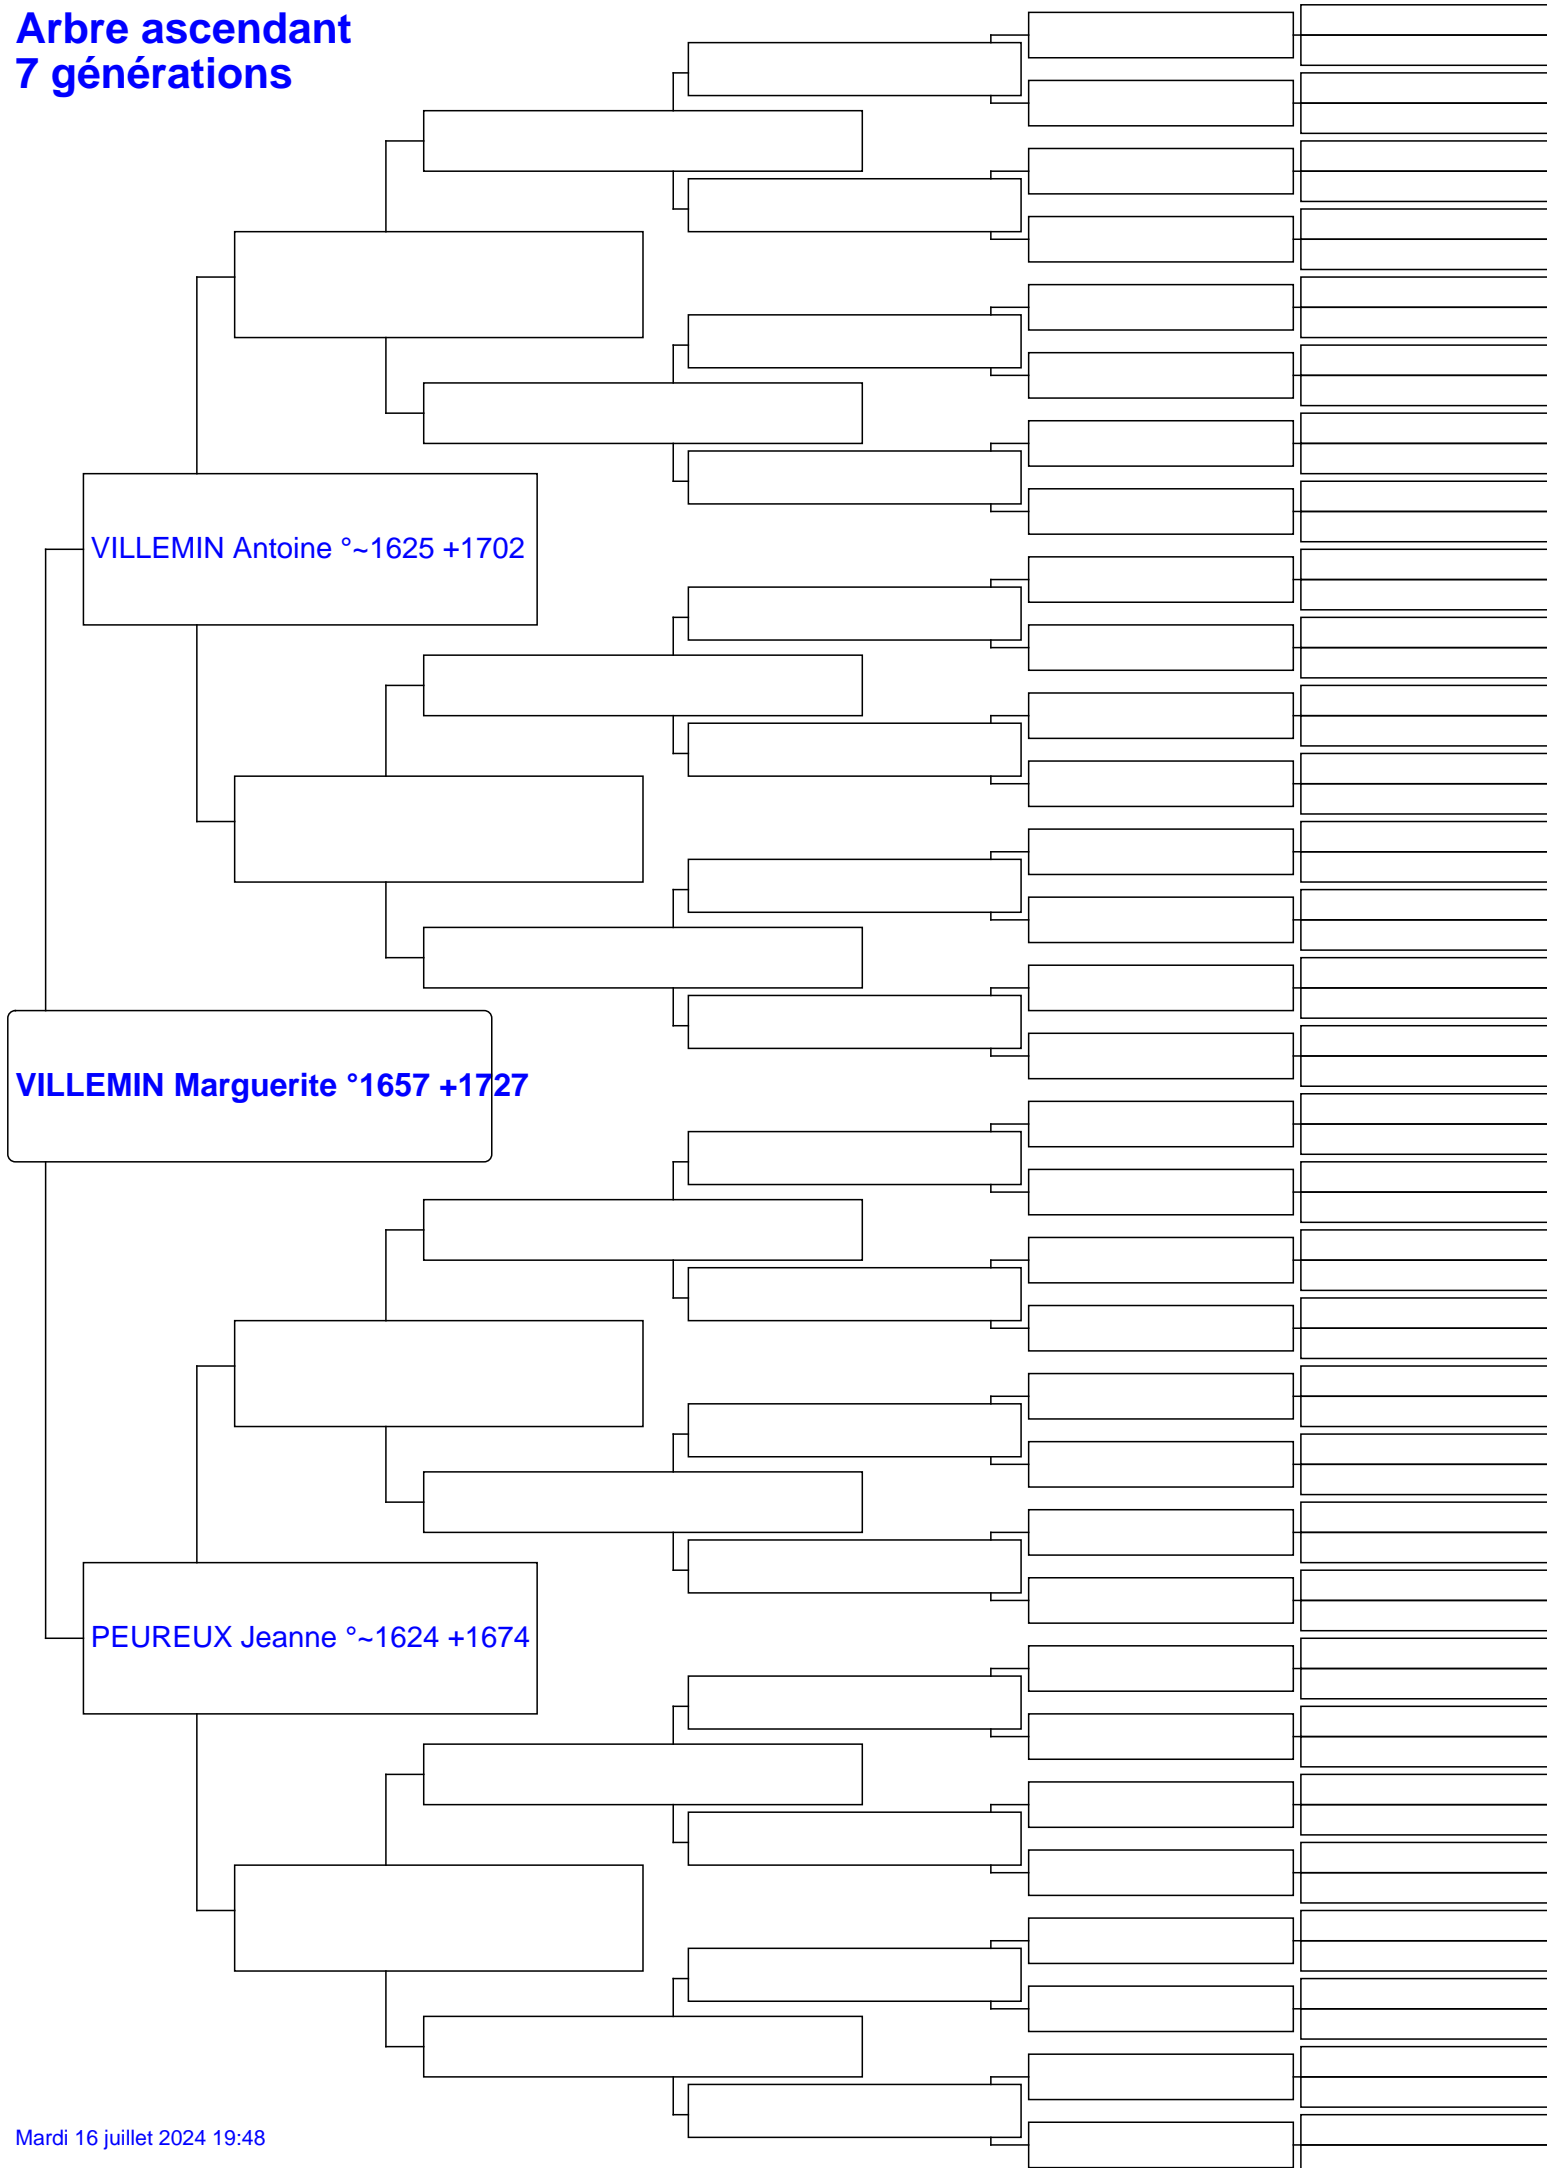 Arbre ascendant
7 générations
VILLEMIN Antoine °~1625 +1702
VILLEMIN Marguerite °1657 +1727
PEUREUX Jeanne °~1624 +1674
Mardi 16 juillet 2024 19:48